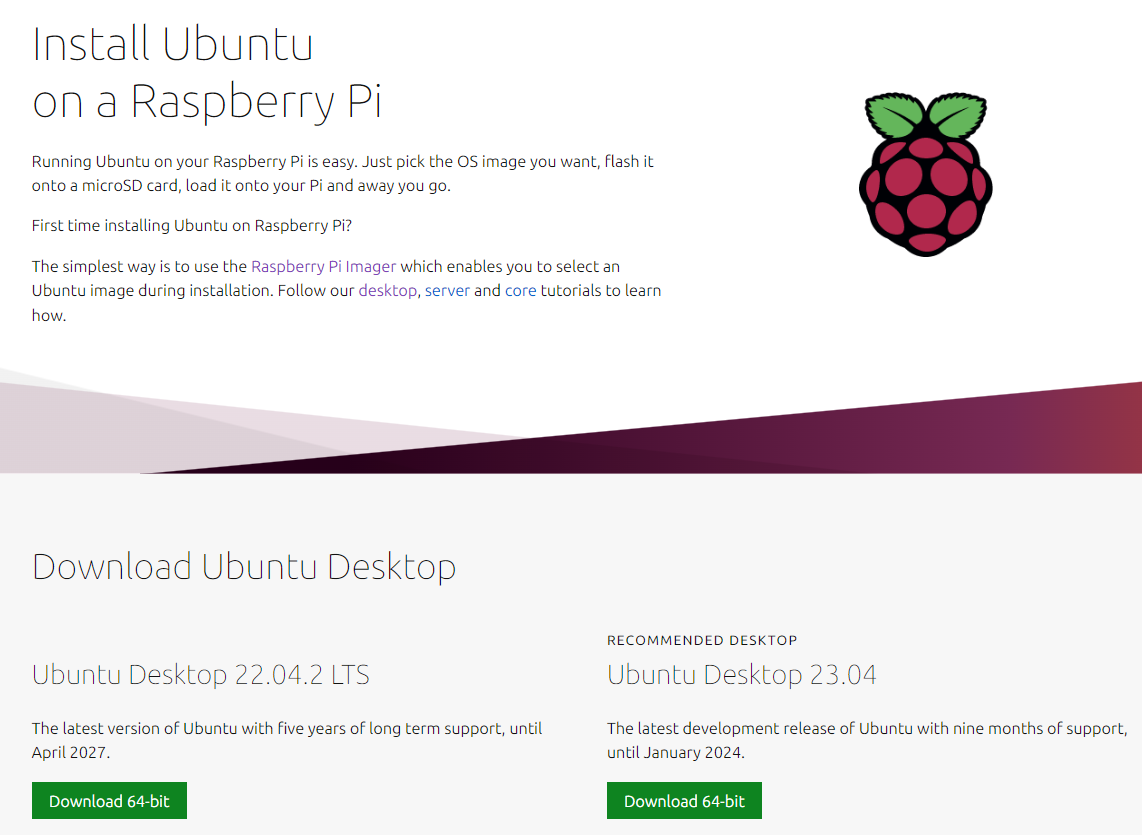 Install Ubuntu
on a Raspberry Pi
Running Ubuntu on your Raspberry Pi is easy. Just pick the OS image you want, flash it
onto a microSD card, load it onto your Pi and away you go.
First time installing Ubuntu on Raspberry Pi?
The simplest way is to use the Raspberry Pi Imager which enables you to select an
Ubuntu image during installation. Follow our desktop, server and core tutorials to learn
how.
Download Ubuntu Desktop
Ubuntu Desktop 22.04.2 LTS
The latest version of Ubuntu with five years of long term support, until
April 2027.
Download 64-bit
RECOMMENDED DESKTOP
Ubuntu Desktop 23.04
The latest development release of Ubuntu with nine months of support,
until January 2024.
Download 64-bit